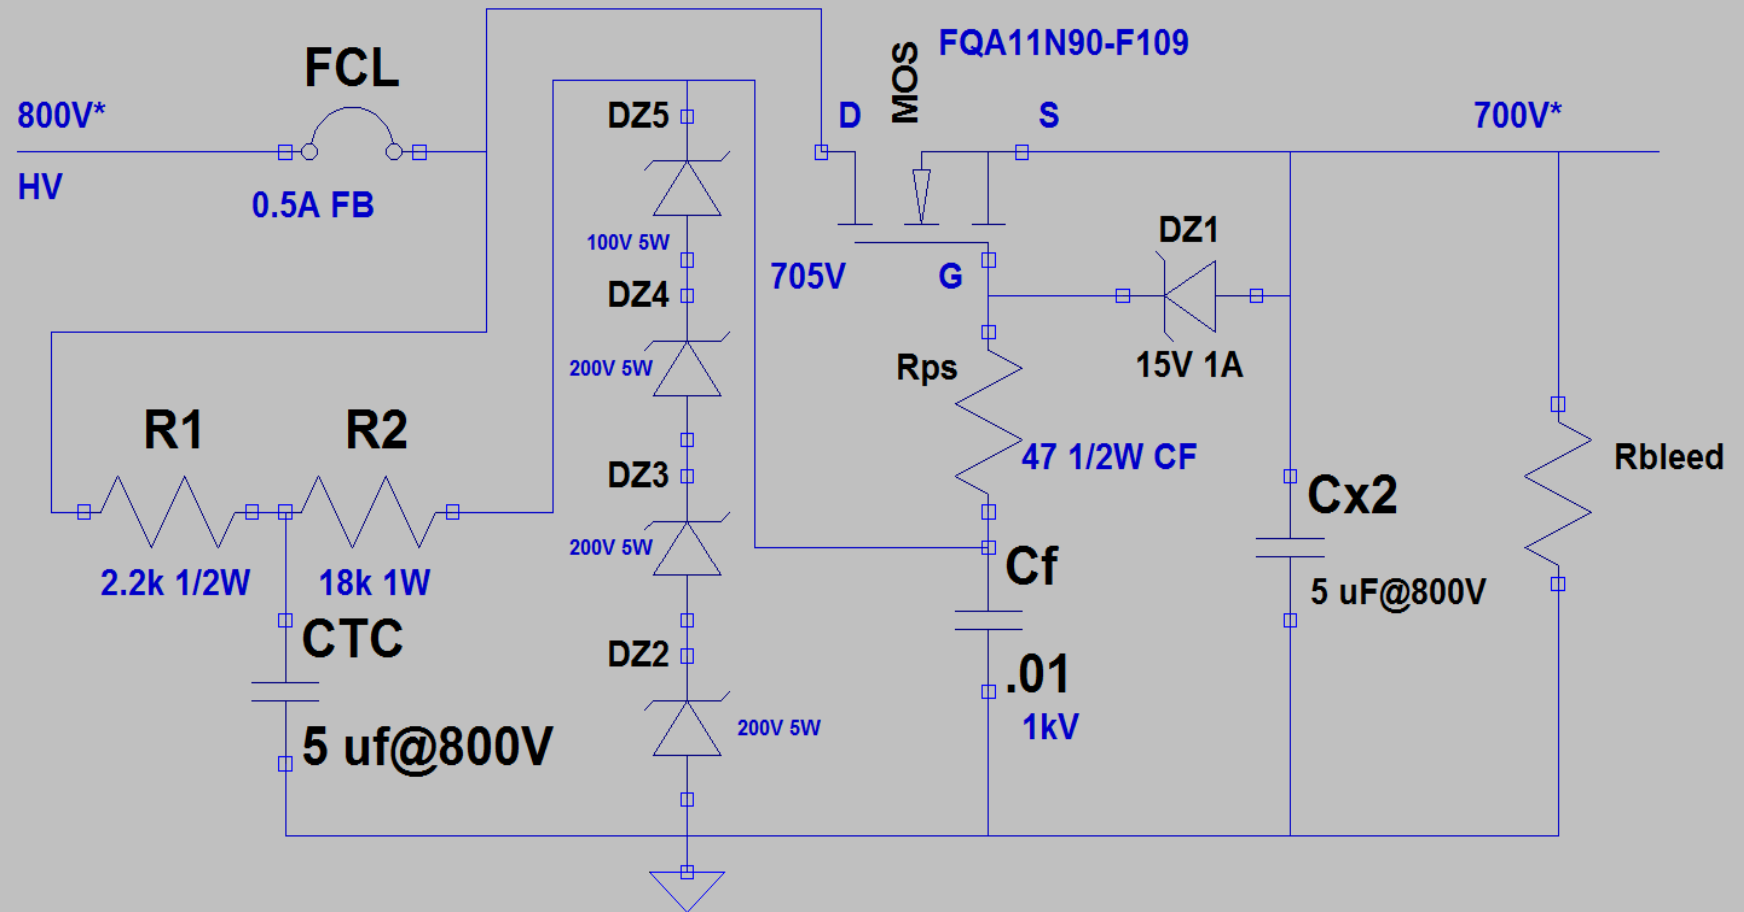 FQA11N90-F109
MOS
FCL
800V*
DZ5
D
S
700V*
HV
0.5A FB
100V 5W
DZ1
705V
G
DZ4
200V 5W
Rps
15V 1A
R1
R2
47 1/2W CF
Rbleed
DZ3
Cx2
200V 5W
2.2k 1/2W
18k 1W
Cf
5 uF@800V
CTC
DZ2
.01
200V 5W
1kV
5 uf@800V